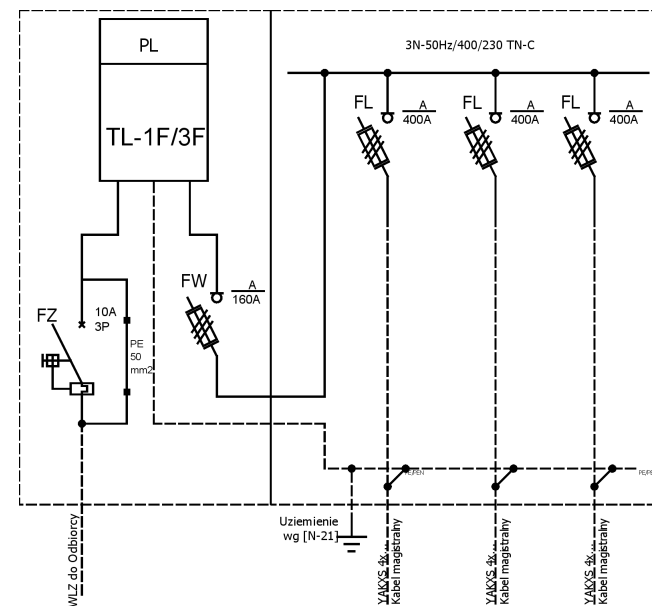 PL
TL-1F/3F
3N-50Hz/400/230 TN-C
FL
A
400A
FL
A
400A
FL
A
400A
FW
A
160A
FZ
10A
3P
PE
50
mm2
PE/PEN
Uziemienie
wg [N-21]
WLZ do Odbiorcy
YAKXS 4x...
Kabel magistralny
YAKXS 4x...
Kabel magistralny
YAKXS 4x...
Kabel magistralny